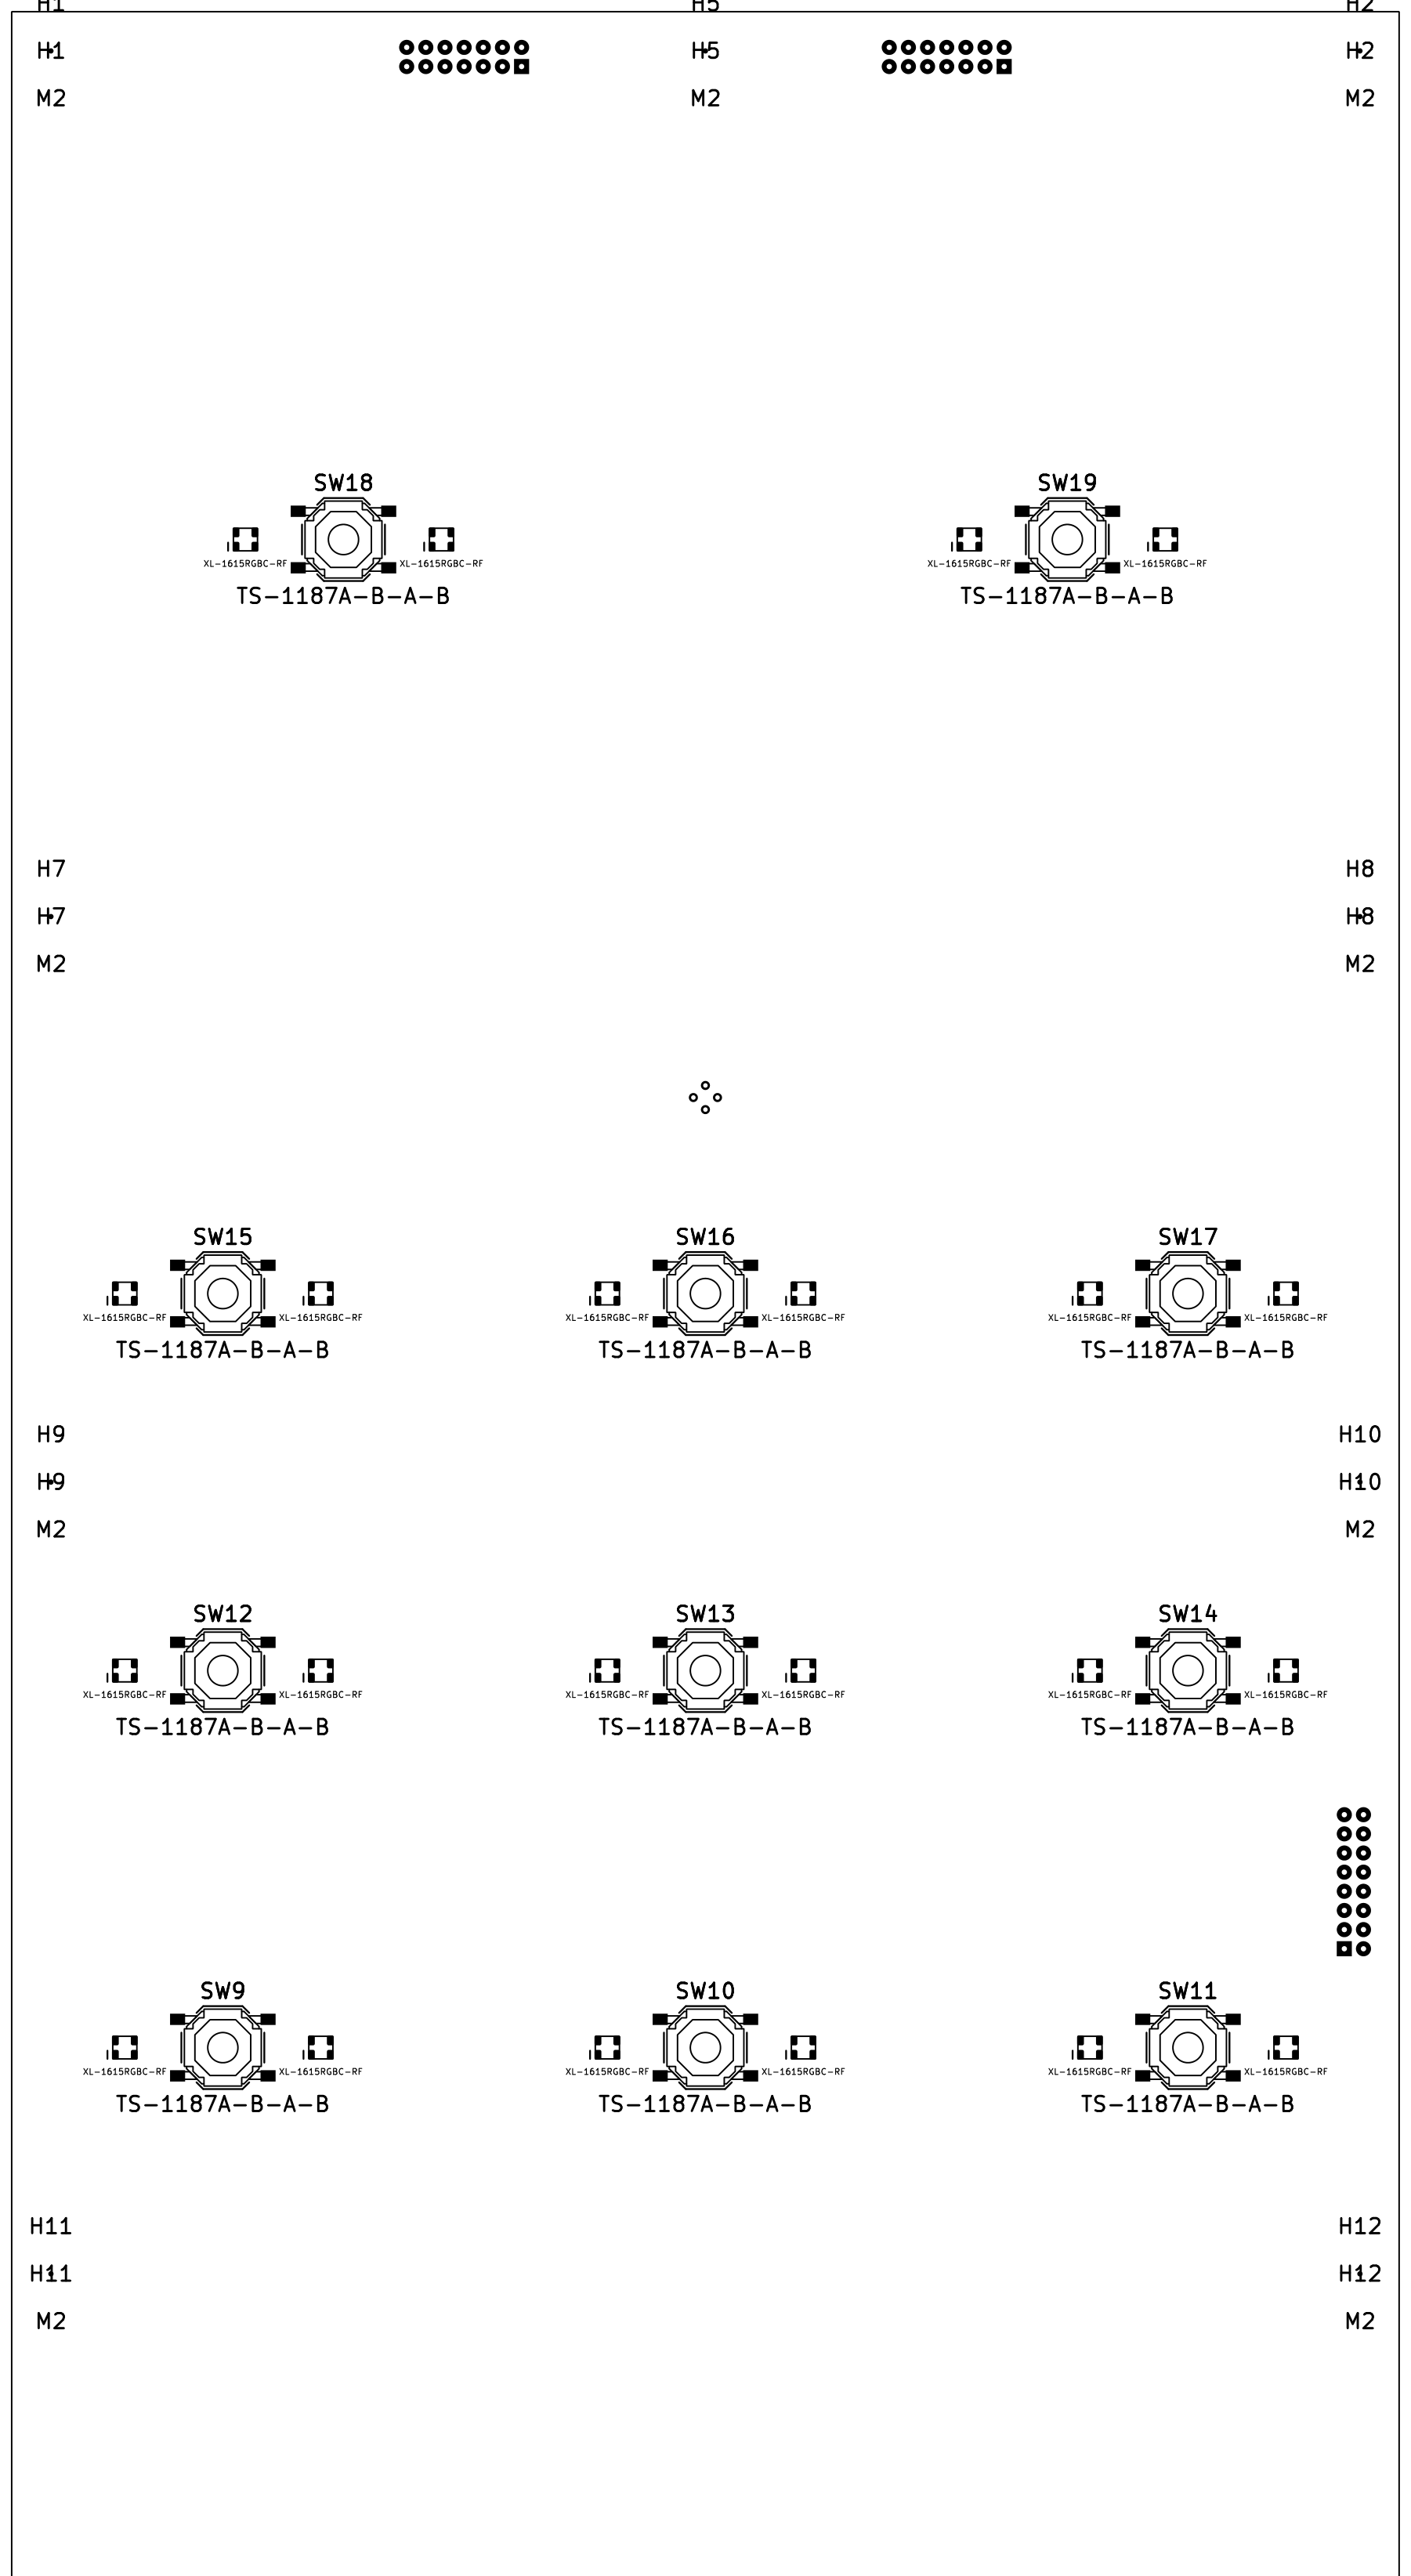 H1 H5 H2
H1 H5 H2
M2 M2 M2
SW18 SW19
XL-1615RGBC-RF XL-1615RGBC-RF XL-1615RGBC-RF XL-1615RGBC-RF
TS-1187A-B-A-B TS-1187A-B-A-B
H7 H8
H7 H8
M2 M2
SW15 SW16 SW17
XL-1615RGBC-RF XL-1615RGBC-RF XL-1615RGBC-RF XL-1615RGBC-RF XL-1615RGBC-RF XL-1615RGBC-RF
TS-1187A-B-A-B TS-1187A-B-A-B TS-1187A-B-A-B
H9 H10
H9 H10
M2 M2
SW12 SW13 SW14
XL-1615RGBC-RF XL-1615RGBC-RF XL-1615RGBC-RF XL-1615RGBC-RF XL-1615RGBC-RF XL-1615RGBC-RF
TS-1187A-B-A-B TS-1187A-B-A-B TS-1187A-B-A-B
SW9 SW10 SW11
XL-1615RGBC-RF XL-1615RGBC-RF XL-1615RGBC-RF XL-1615RGBC-RF XL-1615RGBC-RF XL-1615RGBC-RF
TS-1187A-B-A-B TS-1187A-B-A-B TS-1187A-B-A-B
H11 H12
H11 H12
M2 M2